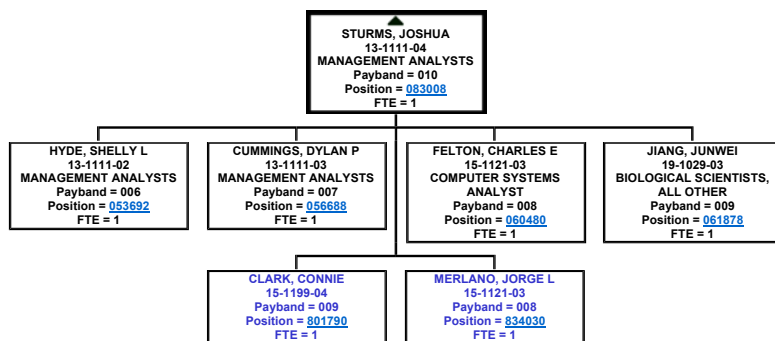 STURMS, JOSHUA
13-1111-04
MANAGEMENT ANALYSTS
Payband = 010
Position = 083008
FTE = 1
HYDE, SHELLY L
13-1111-02
MANAGEMENT ANALYSTS
Payband = 006
Position = 053692
FTE = 1
CUMMINGS, DYLAN P
13-1111-03
MANAGEMENT ANALYSTS
Payband = 007
Position = 056688
FTE = 1
FELTON, CHARLES E
15-1121-03
COMPUTER SYSTEMS
ANALYST
Payband = 008
Position = 060480
FTE = 1
JIANG, JUNWEI
19-1029-03
BIOLOGICAL SCIENTISTS,
ALL OTHER
Payband = 009
Position = 061878
FTE = 1
CLARK, CONNIE
15-1199-04
Payband = 009
Position = 801790
FTE = 1
MERLANO, JORGE L
15-1121-03
Payband = 008
Position = 834030
FTE = 1